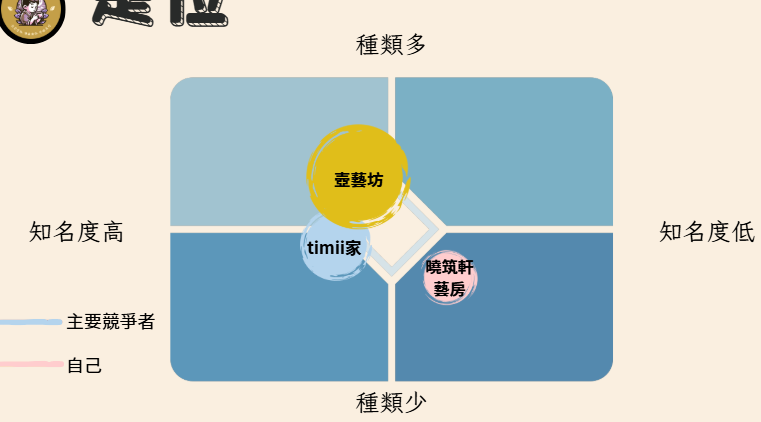 定位
種類多
壺藝坊
知名度高
知名度低
timii家
曉筑軒
藝房
主要競爭者
自己
種類少